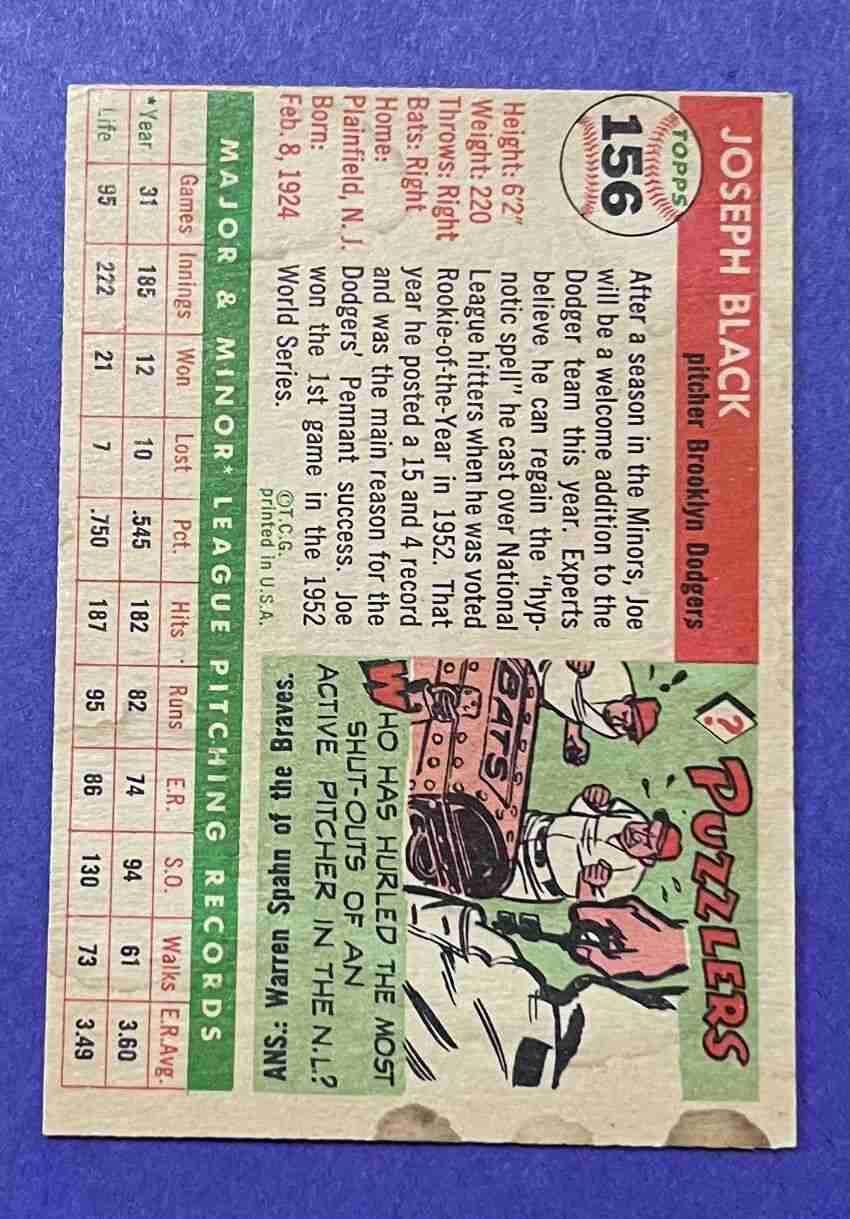 TOPPS
156
JOSEPH BLACK
pitcher Brooklyn Dodgers
Height: 6'2"
Weight: 220
Throws: Right
Bats: Right
Home:
Plainfield, N. J.
Born:
Feb. 8, 1924
After a season in the Minors, Joe
will be a welcome addition to the
Dodger team this year. Experts
believe he can regain the "hyp-
notic spell" he cast over National
League hitters when he was voted
Rookie-of-the-Year in 1952. That
year he posted a 15 and 4 record
and was the main reason for the
Dodgers' Pennant success. Joe
won the 1st game in the 1952
World Series.
©T.C.G.
printed in U.S.A.
? PUZZLERS
BATS
WHO HAS HURLED THE MOST
SHUT-OUTS OF AN
ACTIVE PITCHER IN THE N.L?
ANS:: Warren Spahn of the Braves.
MAJOR & MINOR* LEAGUE PITCHING RECORDS
Games Innings Won Lost Pct. Hits Runs E.R. S.O. Walks E.R.Avg.
*Year 31 185 12 10 .545 182 82 74 94 61 3.60
Life 95 222 21 7 .750 187 95 86 130 73 3.49